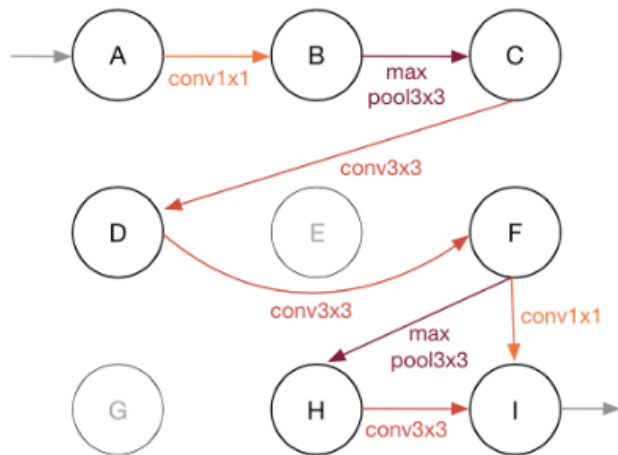 A
B
C
conv1x1
max
pool3x3
conv3x3
D
E
F
conv3x3
conv1x1
max
pool3x3
G
H
I
conv3x3